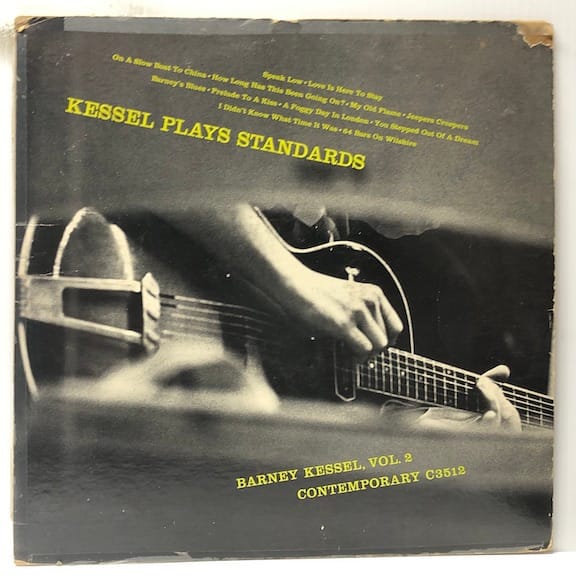 Speak Low • Love Is Here To Stay
On A Slow Boat To China • How Long Has This Been Going On? • My Old Flame • Jeepers Creepers
Barney's Blues • Prelude To A Kiss • A Foggy Day In London • You Stepped Out Of A Dream
I Didn't Know What Time It Was • 64 Bars On Wilshire
KESSEL PLAYS STANDARDS
BARNEY KESSEL, VOL. 2
CONTEMPORARY C3512